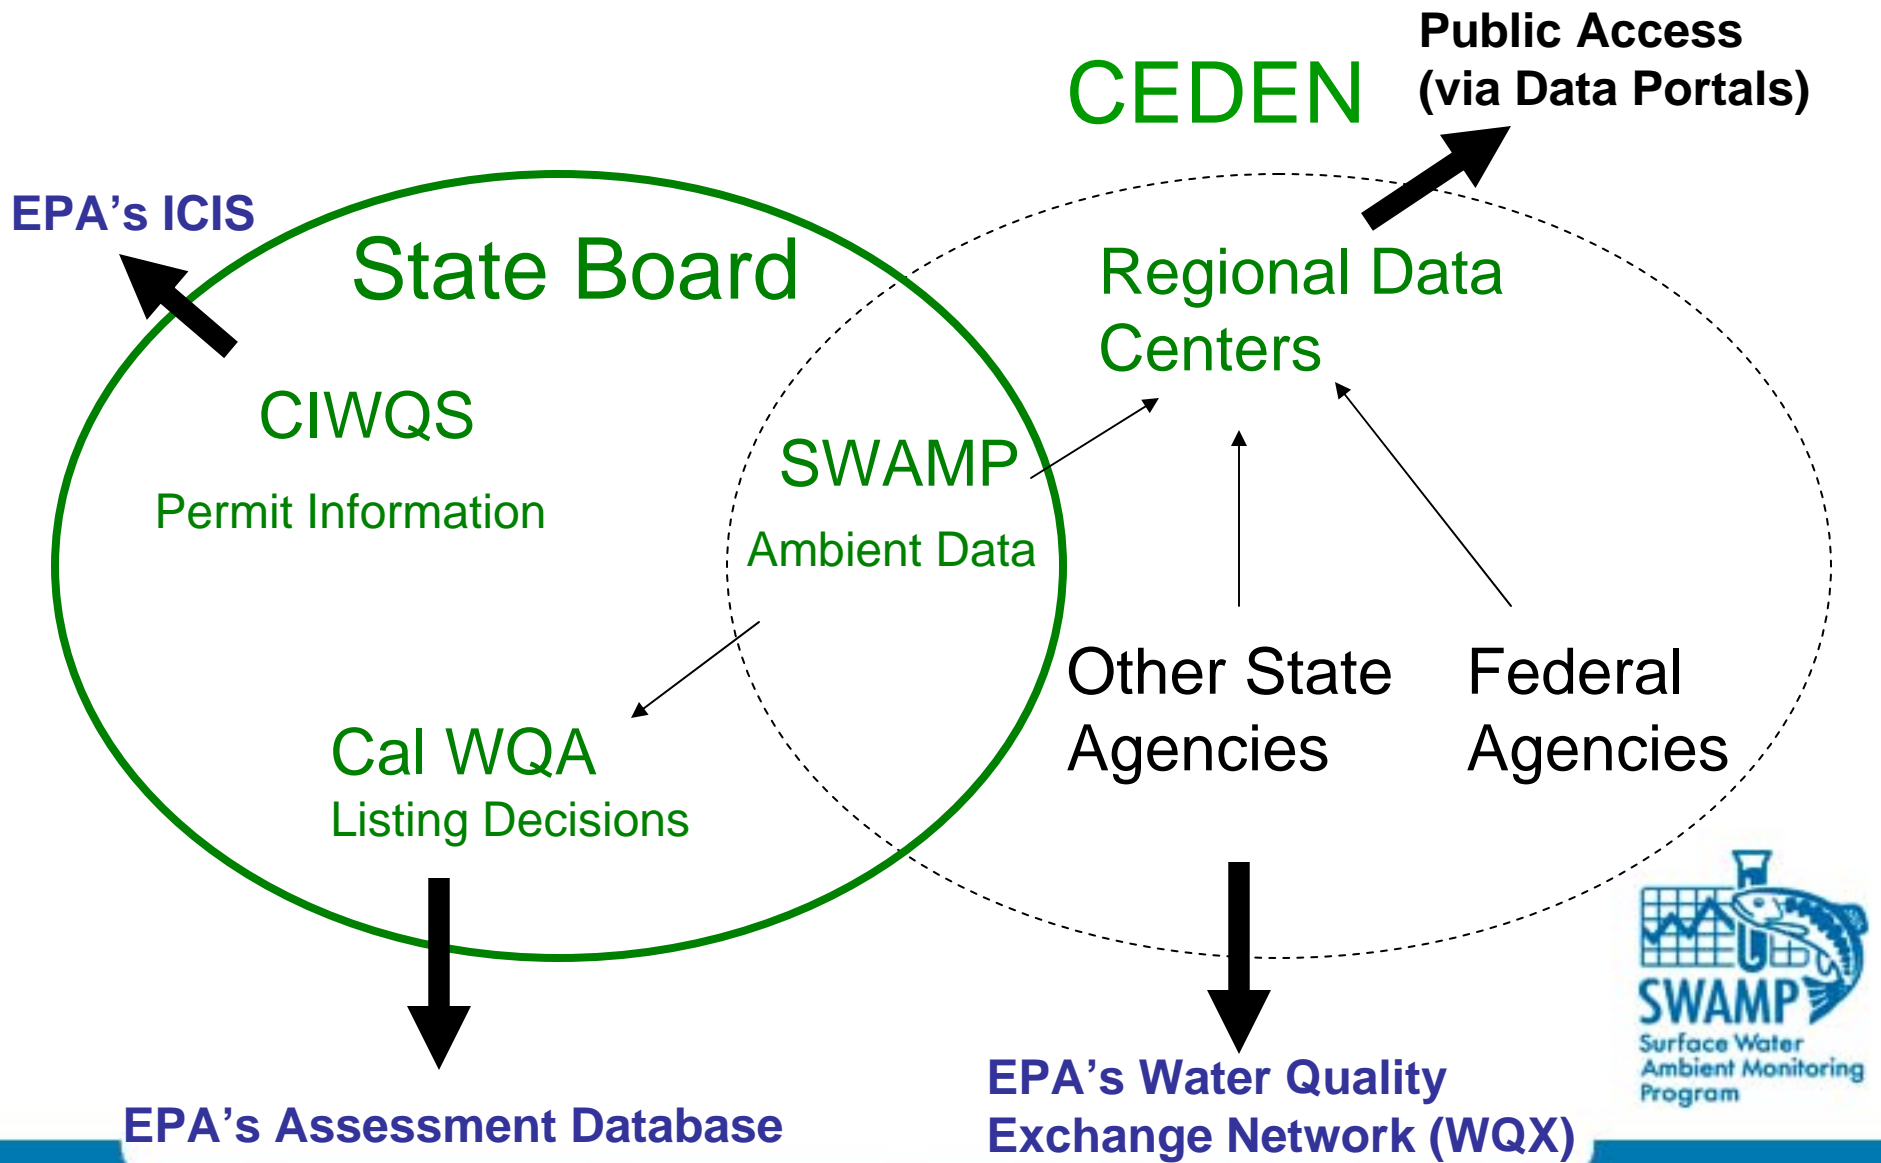 Public Access
(via Data Portals)
CEDEN
EPA's ICIS
State Board
Regional Data
Centers
CIWQS
Permit Information
SWAMP
Ambient Data
Other State
Agencies
Federal
Agencies
Cal WQA
Listing Decisions
SWAMP
Surface Water
Ambient Monitoring
Program
EPA's Water Quality
Exchange Network (WQX)
EPA's Assessment Database